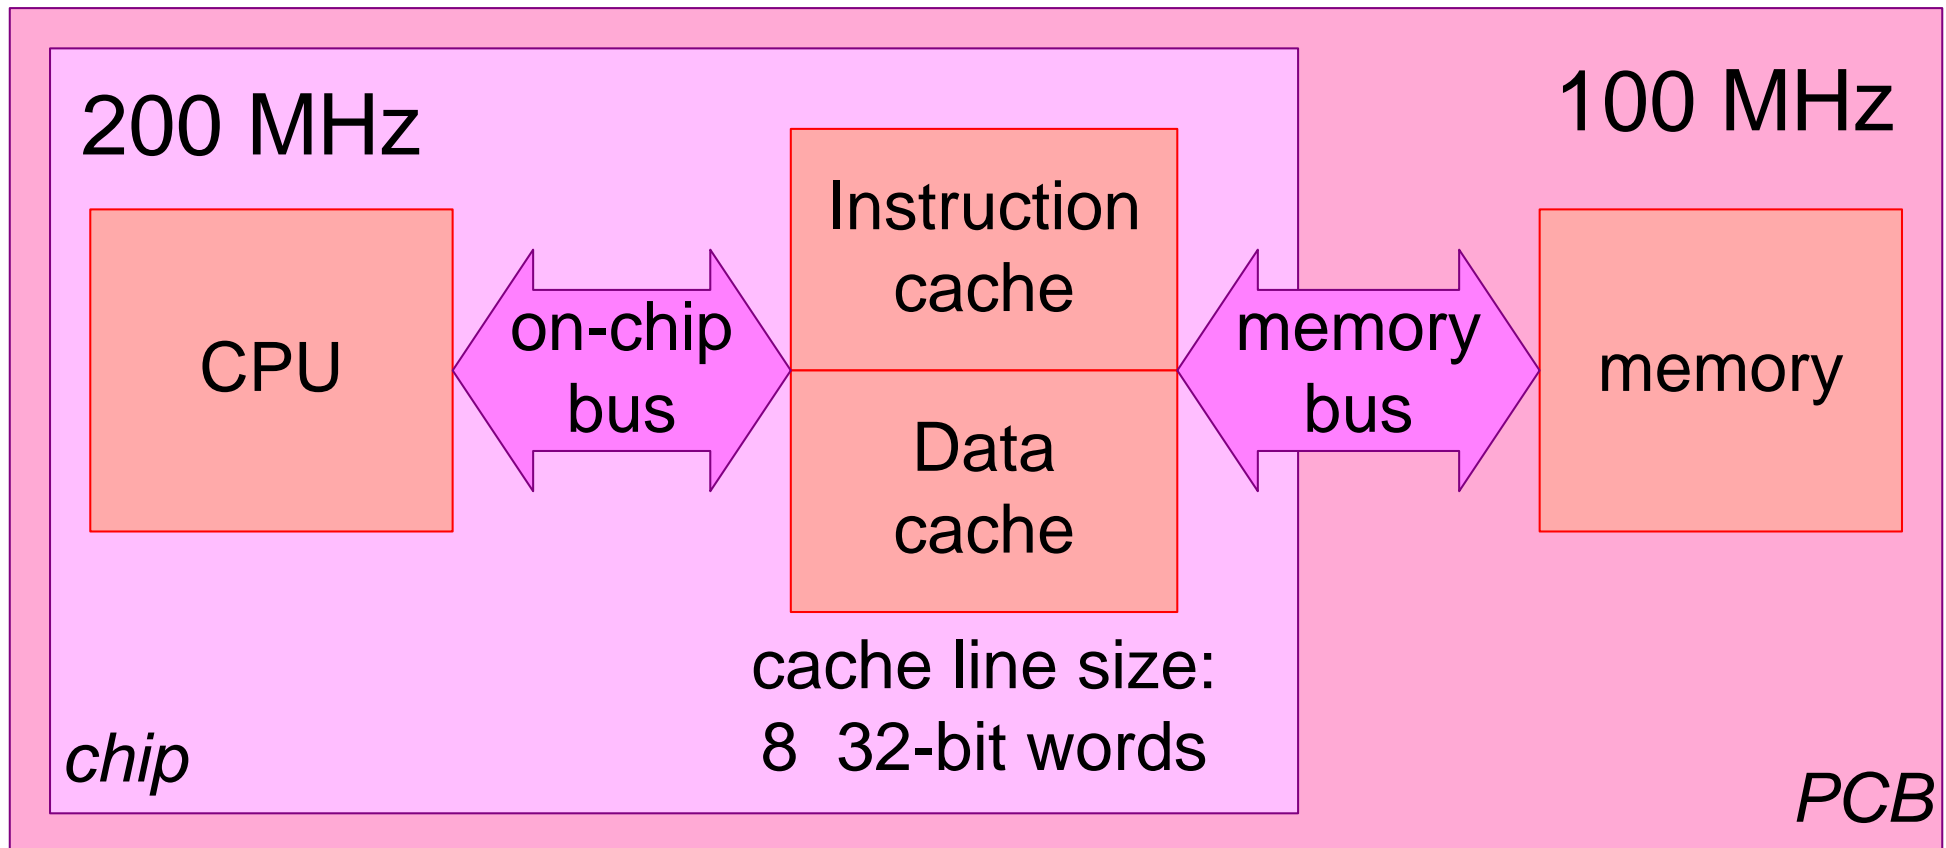 200 MHz
100 MHz
Instruction
cache
CPU
on-chip
bus
memory
bus
memory
Data
cache
cache line size:
8  32-bit words
chip
PCB